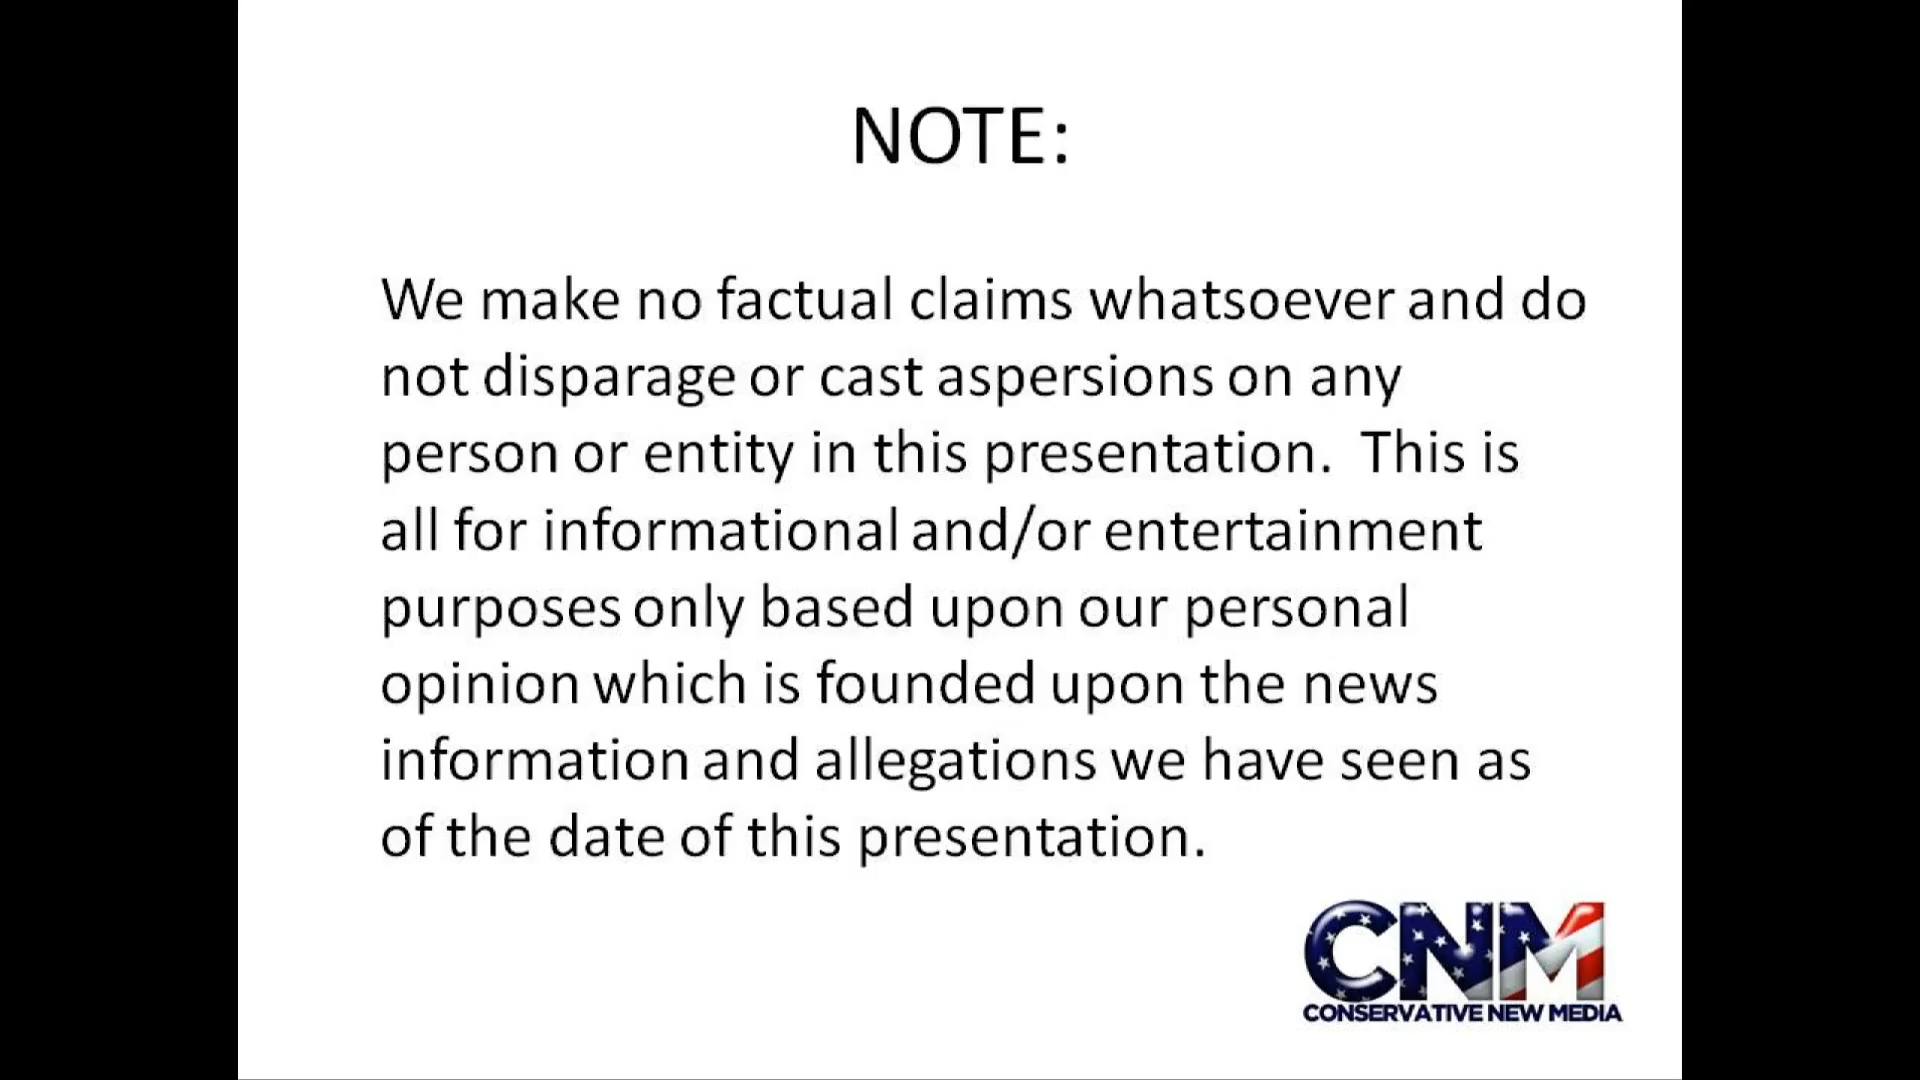 NOTE:
We make no factual claims whatsoever and do
not disparage or cast aspersions on any
person or entity in this presentation. This is
all for informational and/or entertainment
purposes only based upon our personal
opinion which is founded upon the news
information and allegations we have seen as
of the date of this presentation.
CNM
CONSERVATIVE NEW MEDIA